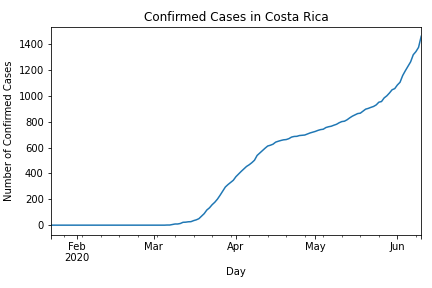 Confirmed Cases in Costa Rica
Number of Confirmed Cases
1400
1200
1000
800
600
400
200
0
Feb Mar Apr May Jun
2020
Day